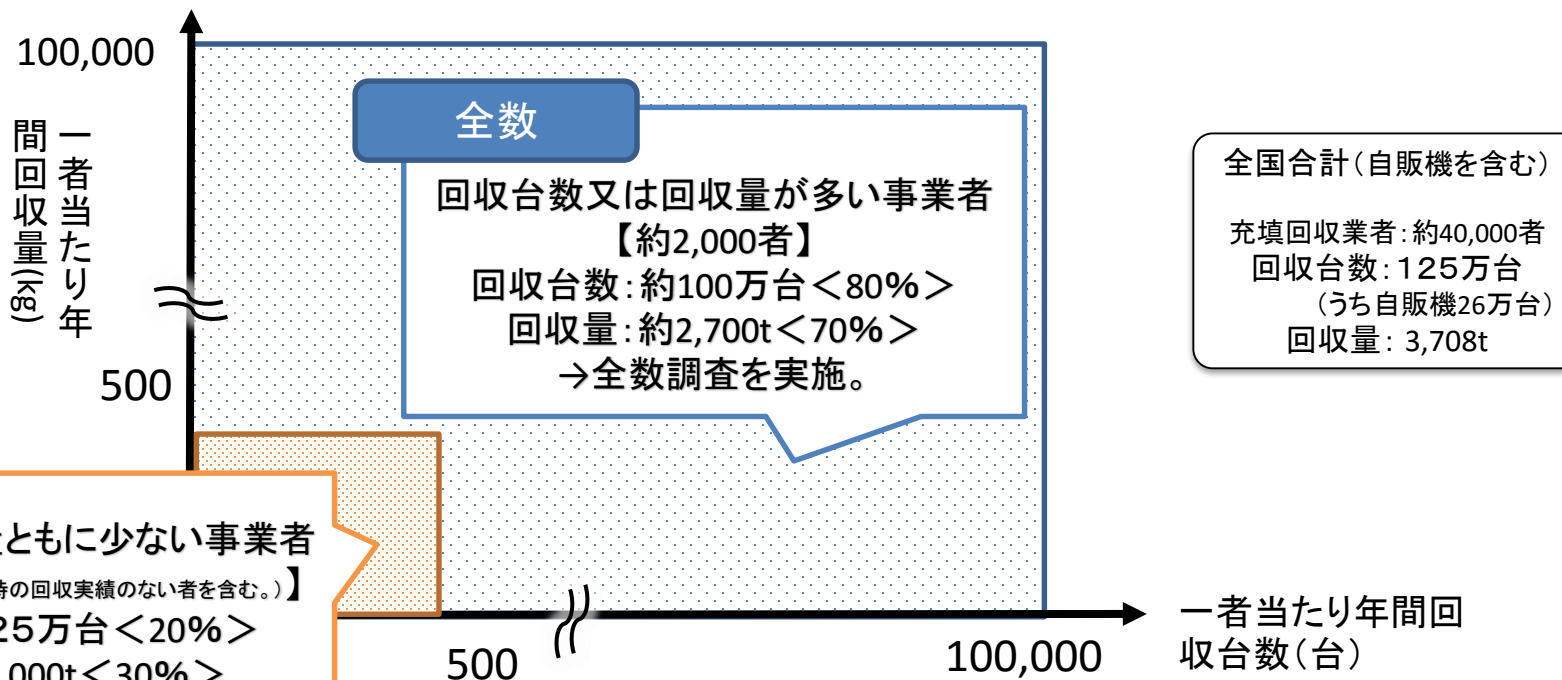 100,000
一者当たり年
間回収量(kg)
500
全数
回収台数又は回収量が多い事業者
【約2,000者】
回収台数：約100万台＜80%＞
回収量：約2,700t＜70%＞
→全数調査を実施。
全国合計（自販機を含む）
充填回収業者：約40,000者
回収台数：１２５万台
（うち自販機26万台）
回収量： 3,708t
ともに少ない事業者
の回収実績のない者を含む。）】
５万台＜20%＞
000t＜30%＞
500
100,000
一者当たり年間回
収台数（台）